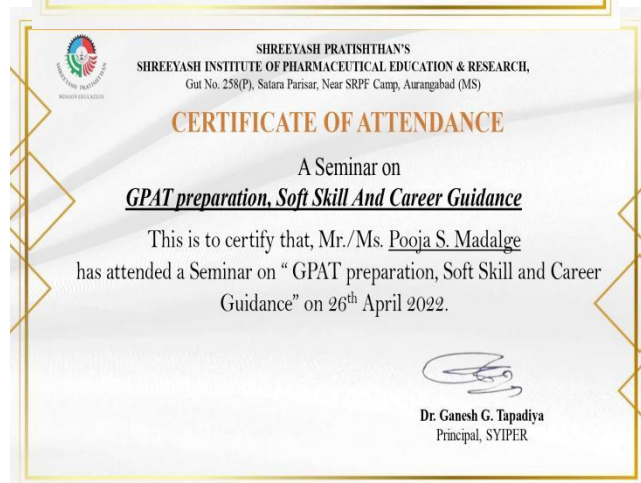 SHREEYASH PRATISHTHAN'S
SHREEYASH INSTITUTE OF PHARMACEUTICAL EDUCATION & RESEARCH,
Gut No. 258(P), Satara Parisar, Near SRPF Camp, Aurangabad (MS)
CERTIFICATE OF ATTENDANCE
A Seminar on
GPAT preparation, Soft Skill And Career Guidance
This is to certify that, Mr./Ms. Pooja S. Madalge
has attended a Seminar on “ GPAT preparation, Soft Skill and Career
Guidance” on 26th April 2022.
Dr. Ganesh G. Tapadiya
Principal, SYIPER